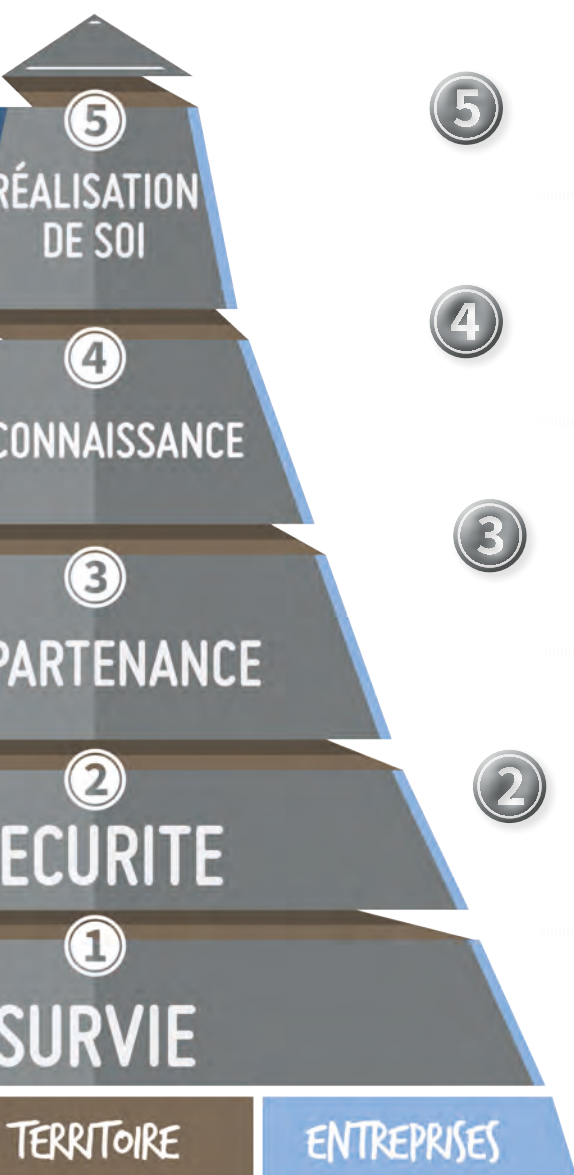 5
5
RÉALISATION
DE SOI
4
4
CONNAISSANCE
3
3
PARTENANCE
2
2
ECURITE
1
SURVIE
TERRITOIRE ENTREPRISES